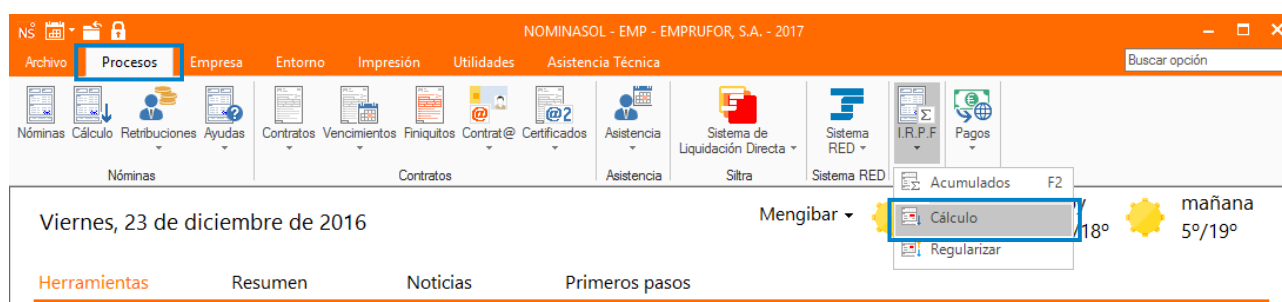 NOMINASOL - EMP - EMPRUFOR, S.A. - 2017
Archivo Procesos Empresa Entorno Impresión Utilidades Asistencia Técnica Buscar opción
Nóminas Cálculo Retribuciones Ayudas Contratos Vencimientos Finiquitos Contrat@ Certificados Asistencia Sistema de Liquidación Directa Sistema RED I.R.P.F Pagos
Nóminas Contratos Asistencia Siltra Sistema RED
Acumulados F2
Cálculo
Regularizar
Viernes, 23 de diciembre de 2016 Mengibar mañana
/18º 5º/19º
Herramientas Resumen Noticias Primeros pasos